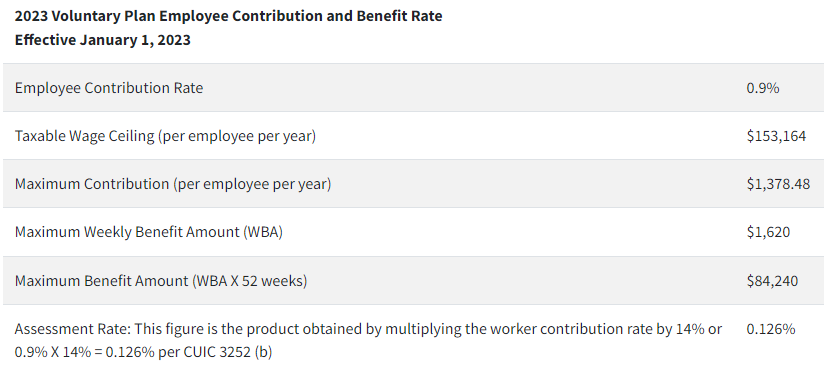 2023 Voluntary Plan Employee Contribution and Benefit Rate
Effective January 1, 2023
Employee Contribution Rate 0.9%
Taxable Wage Ceiling (per employee per year) $153,164
Maximum Contribution (per employee per year) $1,378.48
Maximum Weekly Benefit Amount (WBA) $1,620
Maximum Benefit Amount (WBA X 52 weeks) $84,240
Assessment Rate: This figure is the product obtained by multiplying the worker contribution rate by 14% or 0.126%
0.9% X 14% = 0.126% per CUIC 3252 (b)